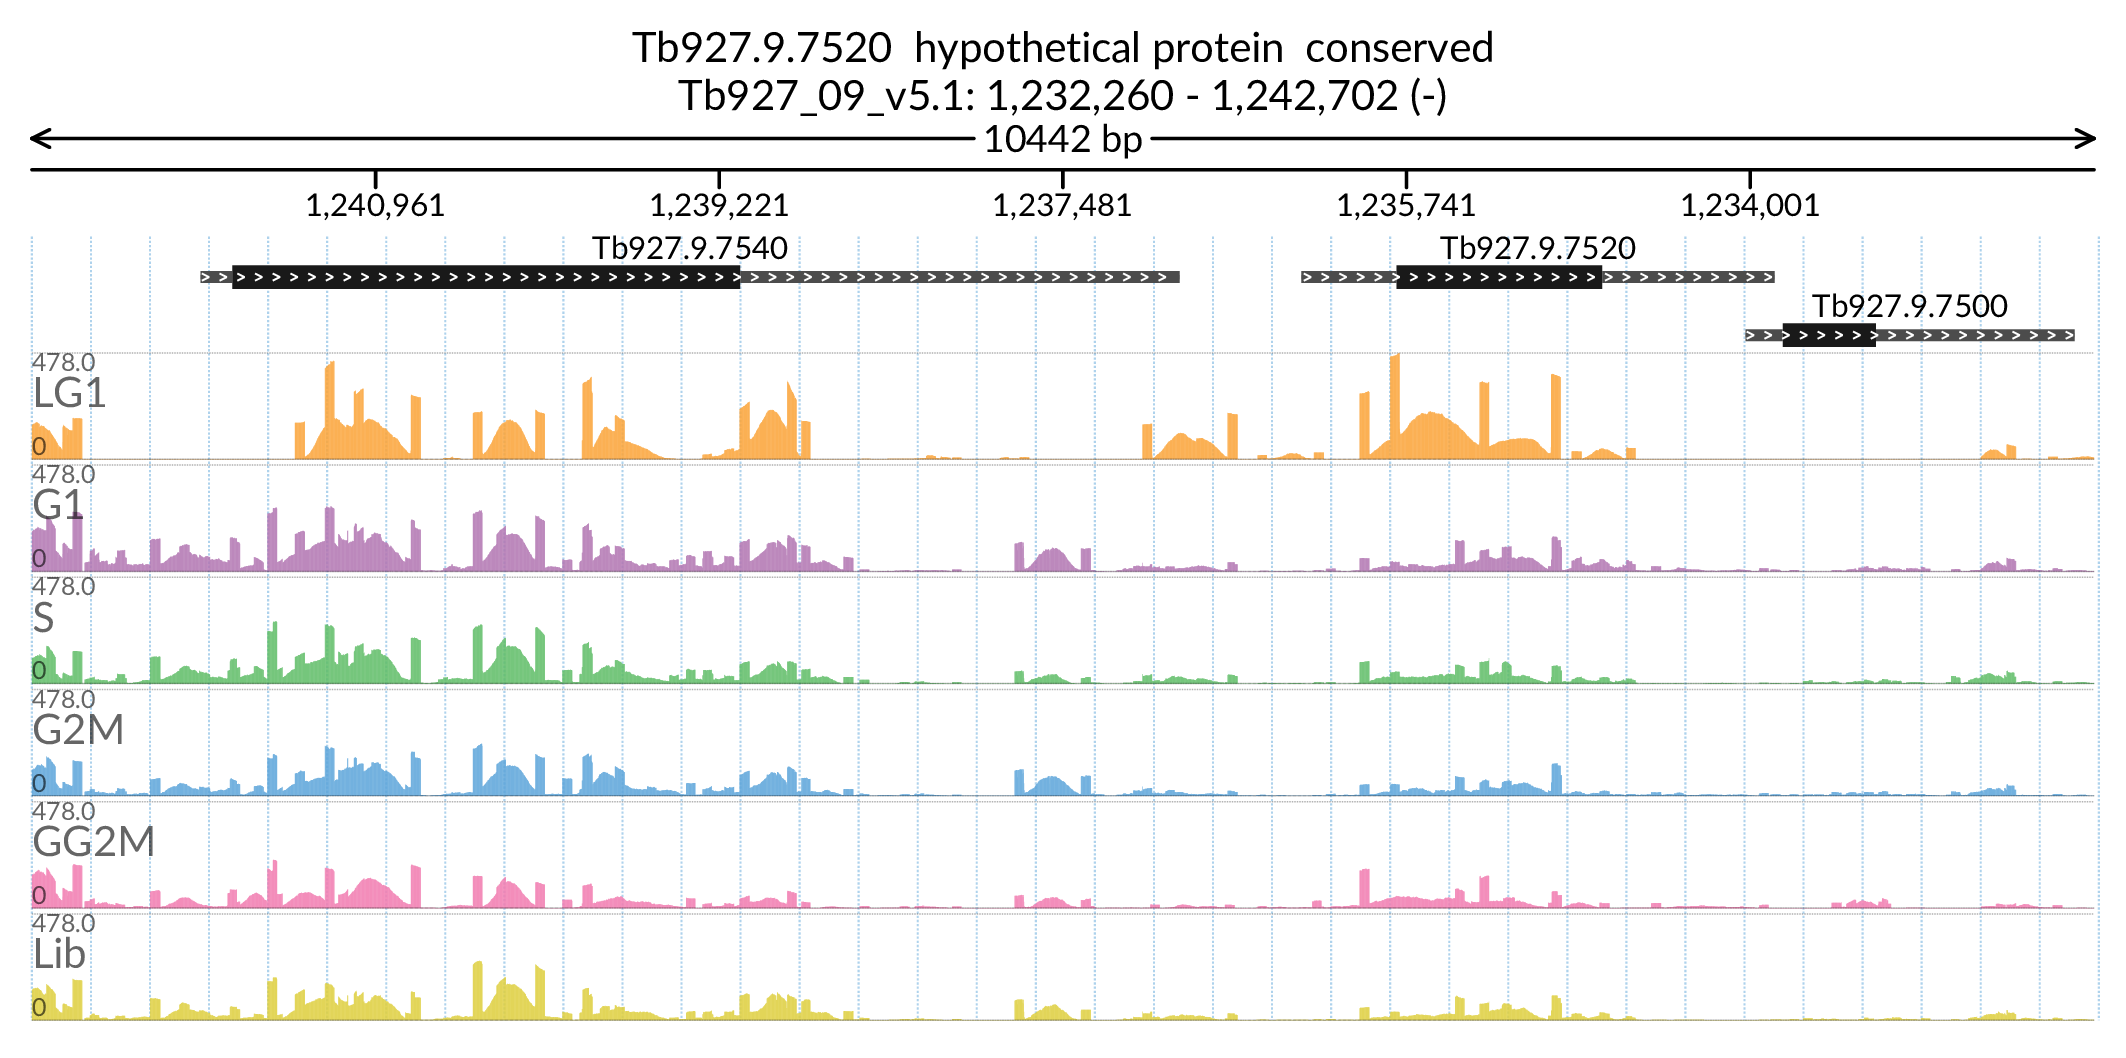 Tb927.9.7520  hypothetical protein  conserved
Tb927_09_v5.1: 1,232,260 - 1,242,702 (-)
10442 bp
1,240,961 1,239,221 1,237,481 1,235,741 1,234,001
Tb927.9.7540 Tb927.9.7520
Tb927.9.7500
478.0
LG1
0
478.0
G1
0
478.0
S
0
478.0
G2M
0
478.0
GG2M
0
478.0
Lib
0